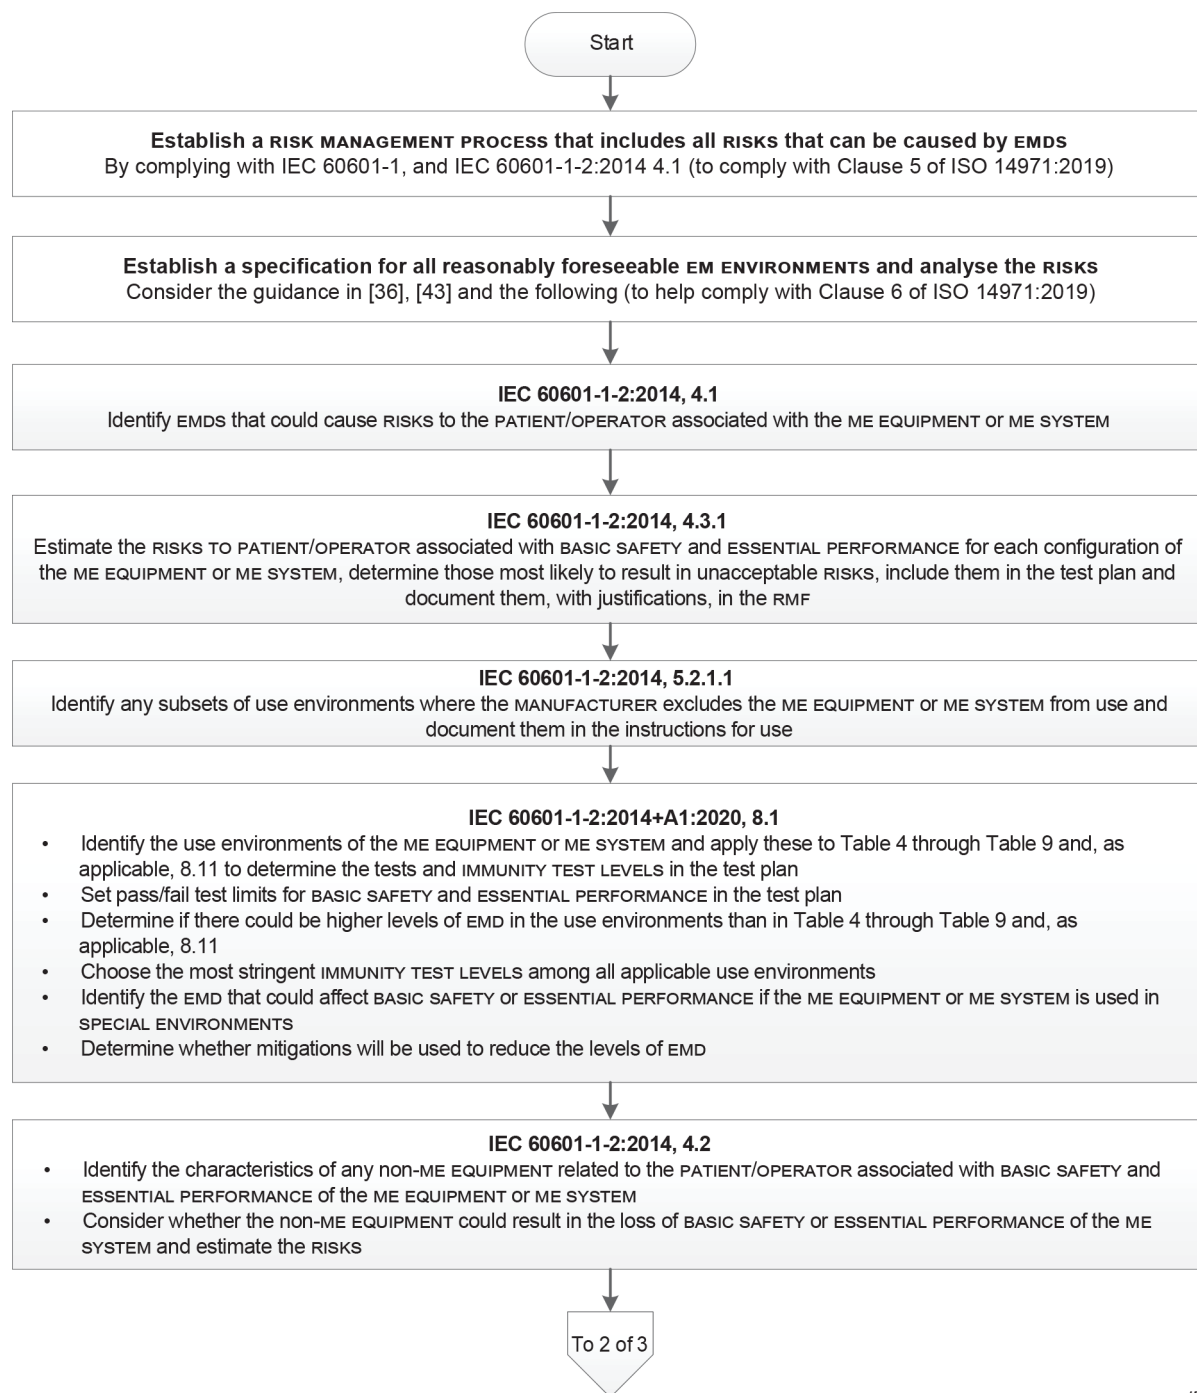 Start
Establish a RISK MANAGEMENT PROCESS that includes all RISKS that can be caused by EMDS
By complying with IEC 60601-1, and IEC 60601-1-2:2014 4.1 (to comply with Clause 5 of ISO 14971:2019)
Establish a specification for all reasonably foreseeable EM ENVIRONMENTS and analyse the RISKS
Consider the guidance in [36], [43] and the following (to help comply with Clause 6 of ISO 14971:2019)
IEC 60601-1-2:2014, 4.1
Identify EMDS that could cause RISKS to the PATIENT/OPERATOR associated with the ME EQUIPMENT or ME SYSTEM
IEC 60601-1-2:2014, 4.3.1
Estimate the RISKS TO PATIENT/OPERATOR associated with BASIC SAFETY and ESSENTIAL PERFORMANCE for each configuration of
the ME EQUIPMENT or ME SYSTEM, determine those most likely to result in unacceptable RISKS, include them in the test plan and
document them, with justifications, in the RMF
IEC 60601-1-2:2014, 5.2.1.1
Identify any subsets of use environments where the MANUFACTURER excludes the ME EQUIPMENT or ME SYSTEM from use and
document them in the instructions for use
IEC 60601-1-2:2014+A1:2020, 8.1
• Identify the use environments of the ME EQUIPMENT or ME SYSTEM and apply these to Table 4 through Table 9 and, as
applicable, 8.11 to determine the tests and IMMUNITY TEST LEVELS in the test plan
• Set pass/fail test limits for BASIC SAFETY and ESSENTIAL PERFORMANCE in the test plan
• Determine if there could be higher levels of EMD in the use environments than in Table 4 through Table 9 and, as
applicable, 8.11
• Choose the most stringent IMMUNITY TEST LEVELS among all applicable use environments
• Identify the EMD that could affect BASIC SAFETY or ESSENTIAL PERFORMANCE if the ME EQUIPMENT or ME SYSTEM is used in
SPECIAL ENVIRONMENTS
• Determine whether mitigations will be used to reduce the levels of EMD
IEC 60601-1-2:2014, 4.2
• Identify the characteristics of any non-ME EQUIPMENT related to the PATIENT/OPERATOR associated with BASIC SAFETY and
ESSENTIAL PERFORMANCE of the ME EQUIPMENT or ME SYSTEM
• Consider whether the non-ME EQUIPMENT could result in the loss of BASIC SAFETY or ESSENTIAL PERFORMANCE of the ME
SYSTEM and estimate the RISKS
To 2 of 3